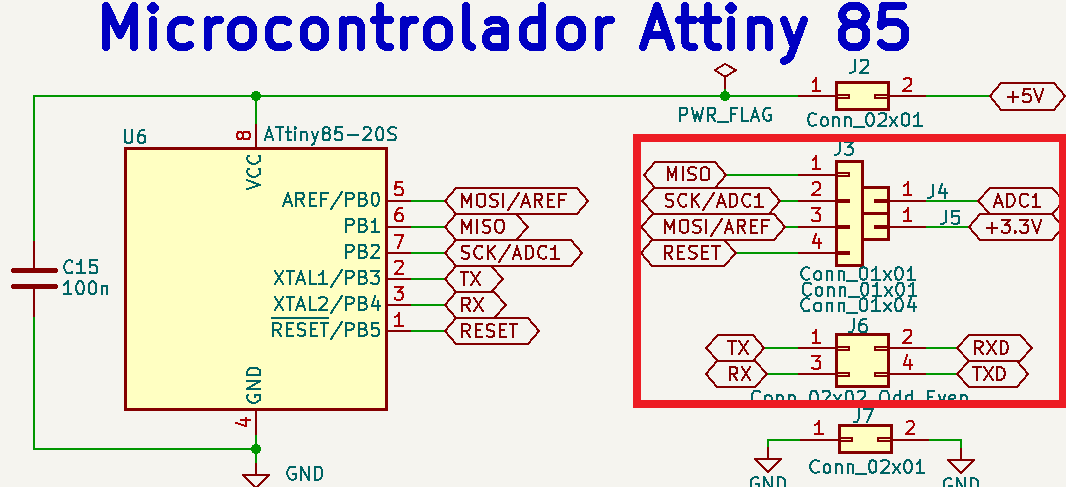 Microcontrolador Attiny 85
J2
1 2 +5V
PWR_FLAG
Conn_02x01
U6 8 ATtiny85-20S
VCC
AREF/PB0 5 MOSI/AREF
PB1 6 MISO
PB2 7 SCK/ADC1
XTAL1/PB3 2 TX
XTAL2/PB4 3 RX
RESET/PB5 1 RESET
GND
4
GND
C15
100n
J3
MISO 1
SCK/ADC1 2 1 J4 ADC1
MOSI/AREF 3 1 J5 +3.3V
RESET 4
Conn_01x01
Conn_01x01
Conn_01x04
J6
TX 1 2 RXD
RX 3 4 TXD
Conn_02x02_Odd_Even
J7
1 2
Conn_02x01
GND GND